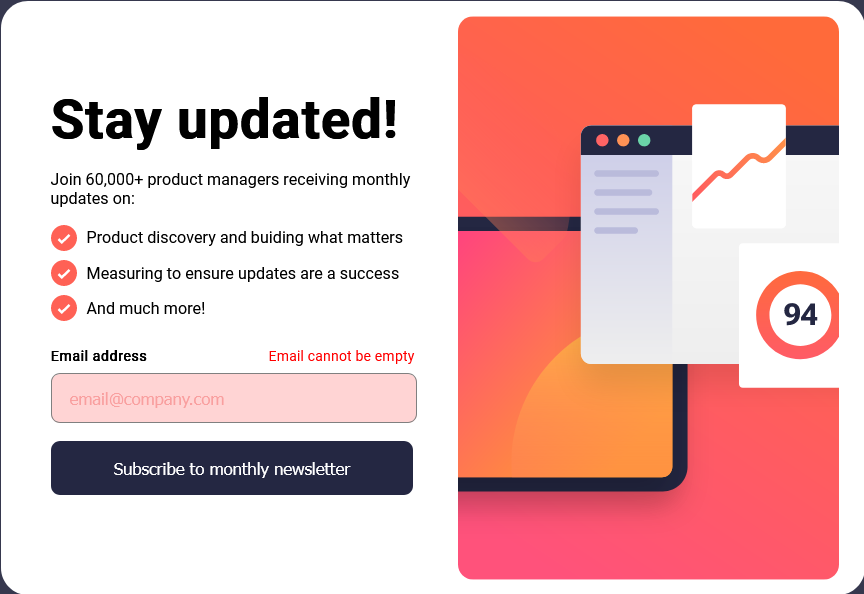 Stay updated!
Join 60,000+ product managers receiving monthly
updates on:
Product discovery and buiding what matters
Measuring to ensure updates are a success
And much more!
Email address
Email cannot be empty
email@company.com
Subscribe to monthly newsletter
94